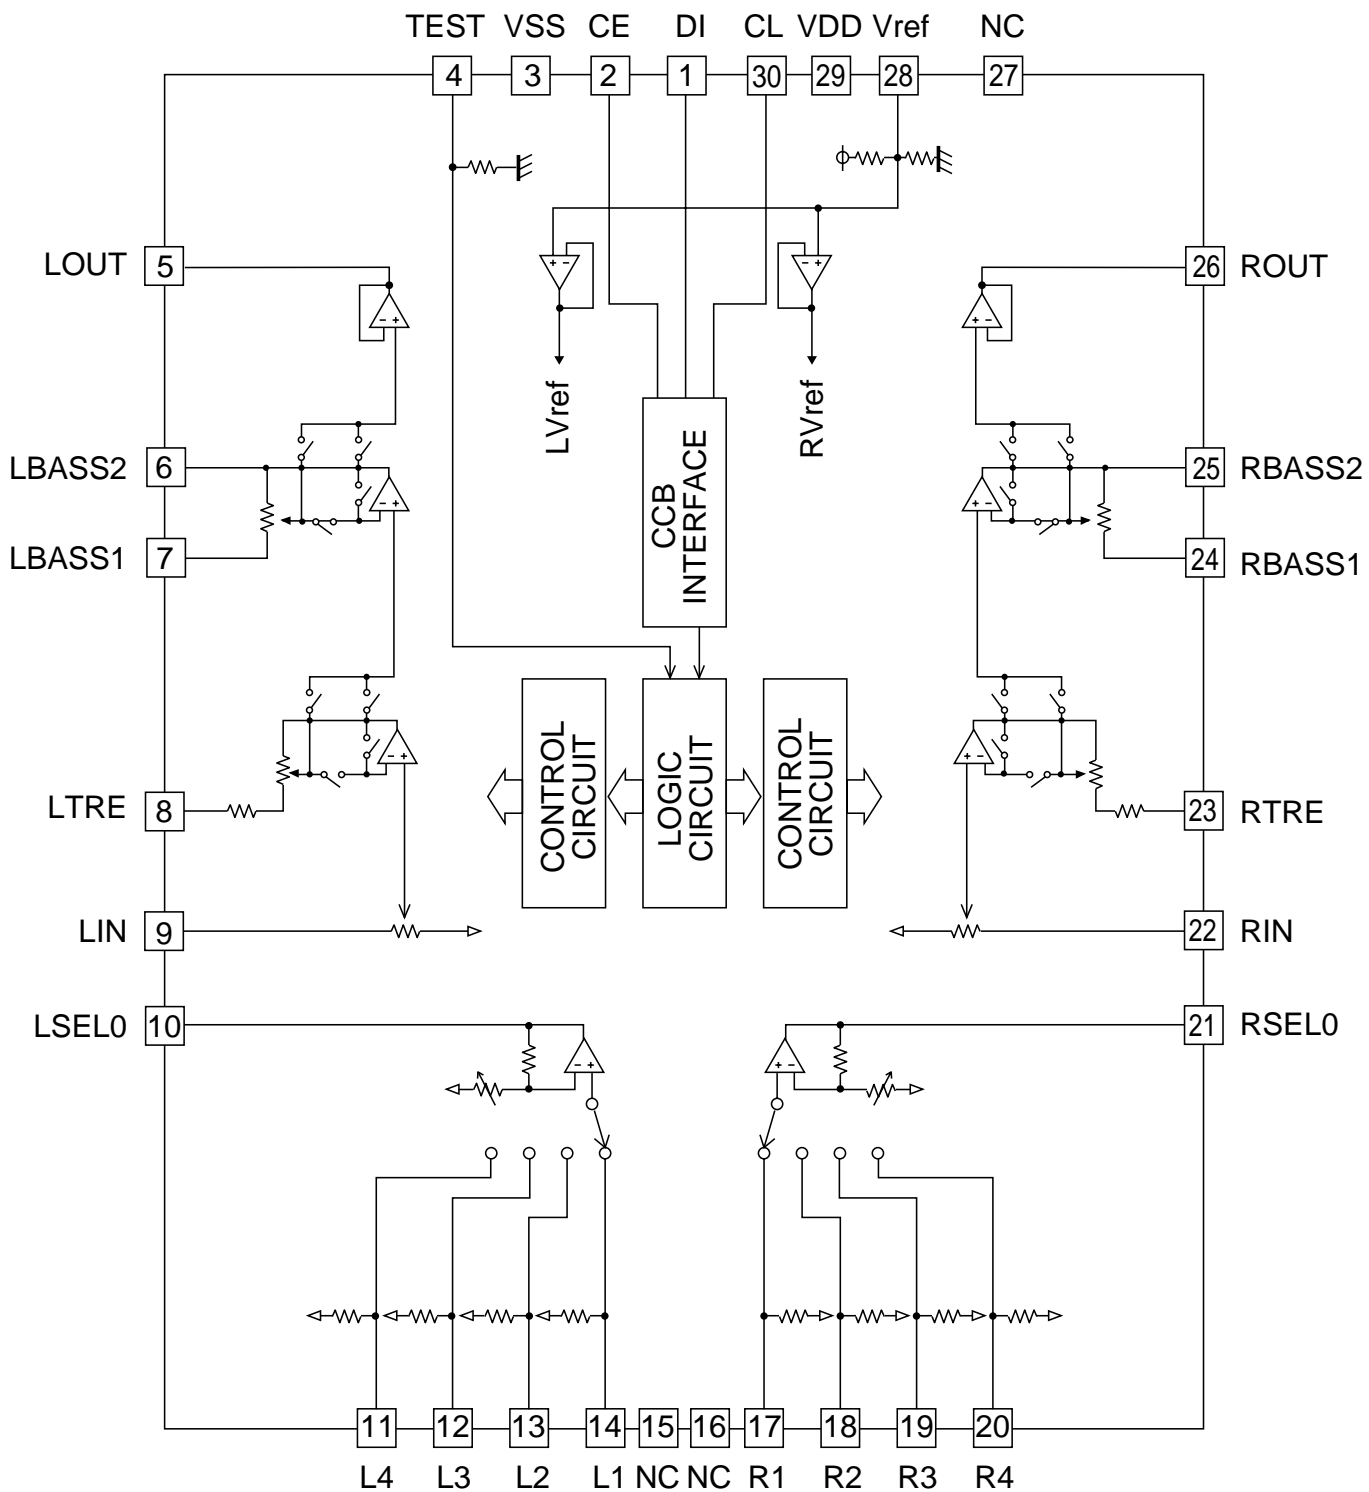 TEST VSS CE DI CL VDD Vref NC
4 3 2 1 30 29 28 27
LOUT 5
26 ROUT
LVref
RVref
LBASS2 6
25 RBASS2
LBASS1 7
24 RBASS1
CCB
INTERFACE
CONTROL
CIRCUIT
LOGIC
CIRCUIT
CONTROL
CIRCUIT
LTRE 8
23 RTRE
LIN 9
22 RIN
LSEL0 10
21 RSEL0
11 12 13 14 15 16 17 18 19 20
L4 L3 L2 L1 NC NC R1 R2 R3 R4